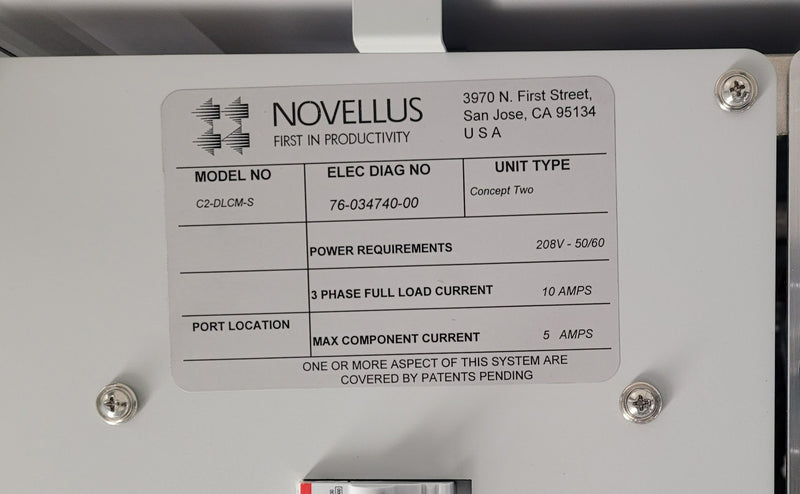 NOVELLUS
FIRST IN PRODUCTIVITY
3970 N. First Street,
San Jose, CA 95134
U S A
MODEL NO
C2-DLCM-S
ELEC DIAG NO
76-034740-00
UNIT TYPE
Concept Two
POWER REQUIREMENTS 208V - 50/60
3 PHASE FULL LOAD CURRENT 10 AMPS
PORT LOCATION
MAX COMPONENT CURRENT 5 AMPS
ONE OR MORE ASPECT OF THIS SYSTEM ARE
COVERED BY PATENTS PENDING